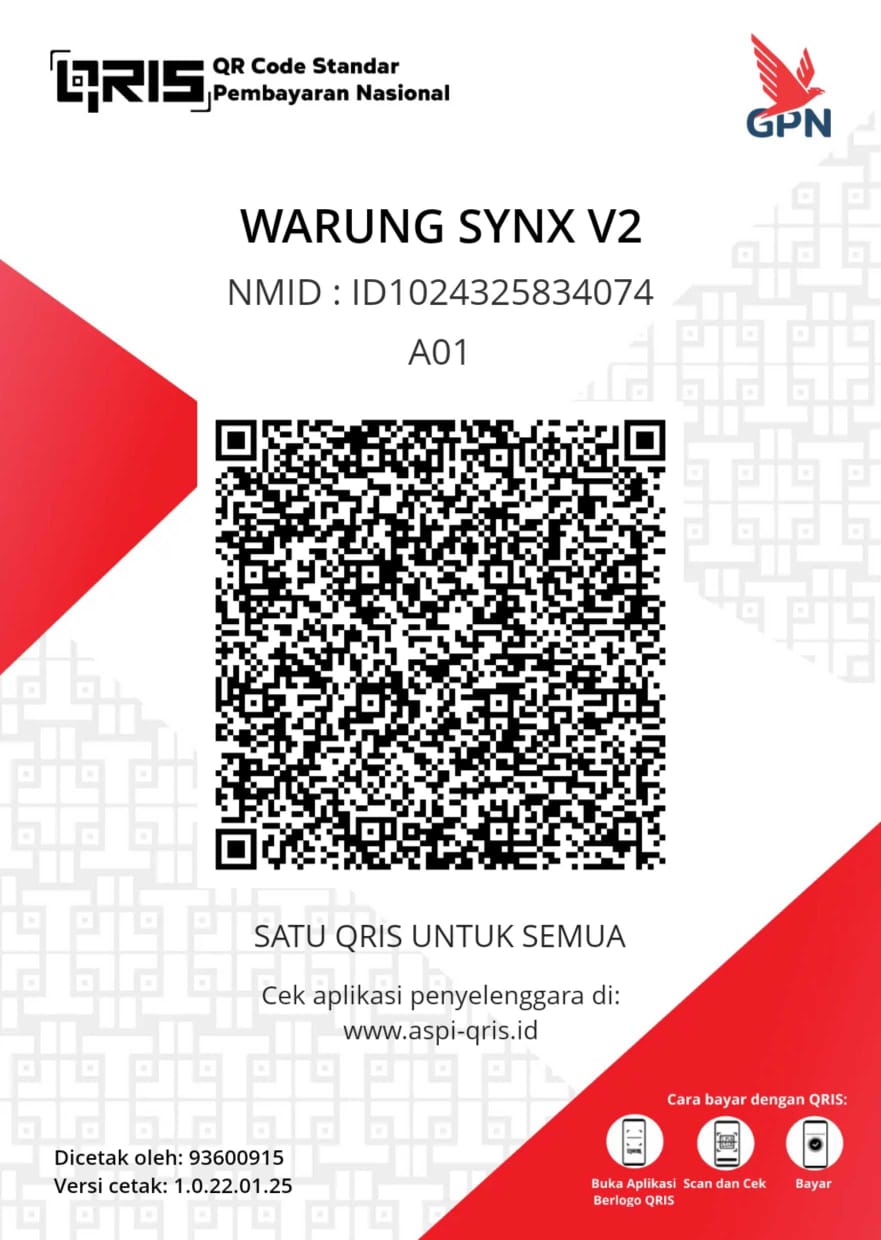 QRIS QR Code Standar
Pembayaran Nasional
GPN
WARUNG SYNX V2
NMID : ID1024325834074
A01
SATU QRIS UNTUK SEMUA
Cek aplikasi penyelenggara di:
www.aspi-qris.id
Cara bayar dengan QRIS:
Buka Aplikasi
Berlogo QRIS
Scan dan Cek
Bayar
Dicetak oleh: 93600915
Versi cetak: 1.0.22.01.25